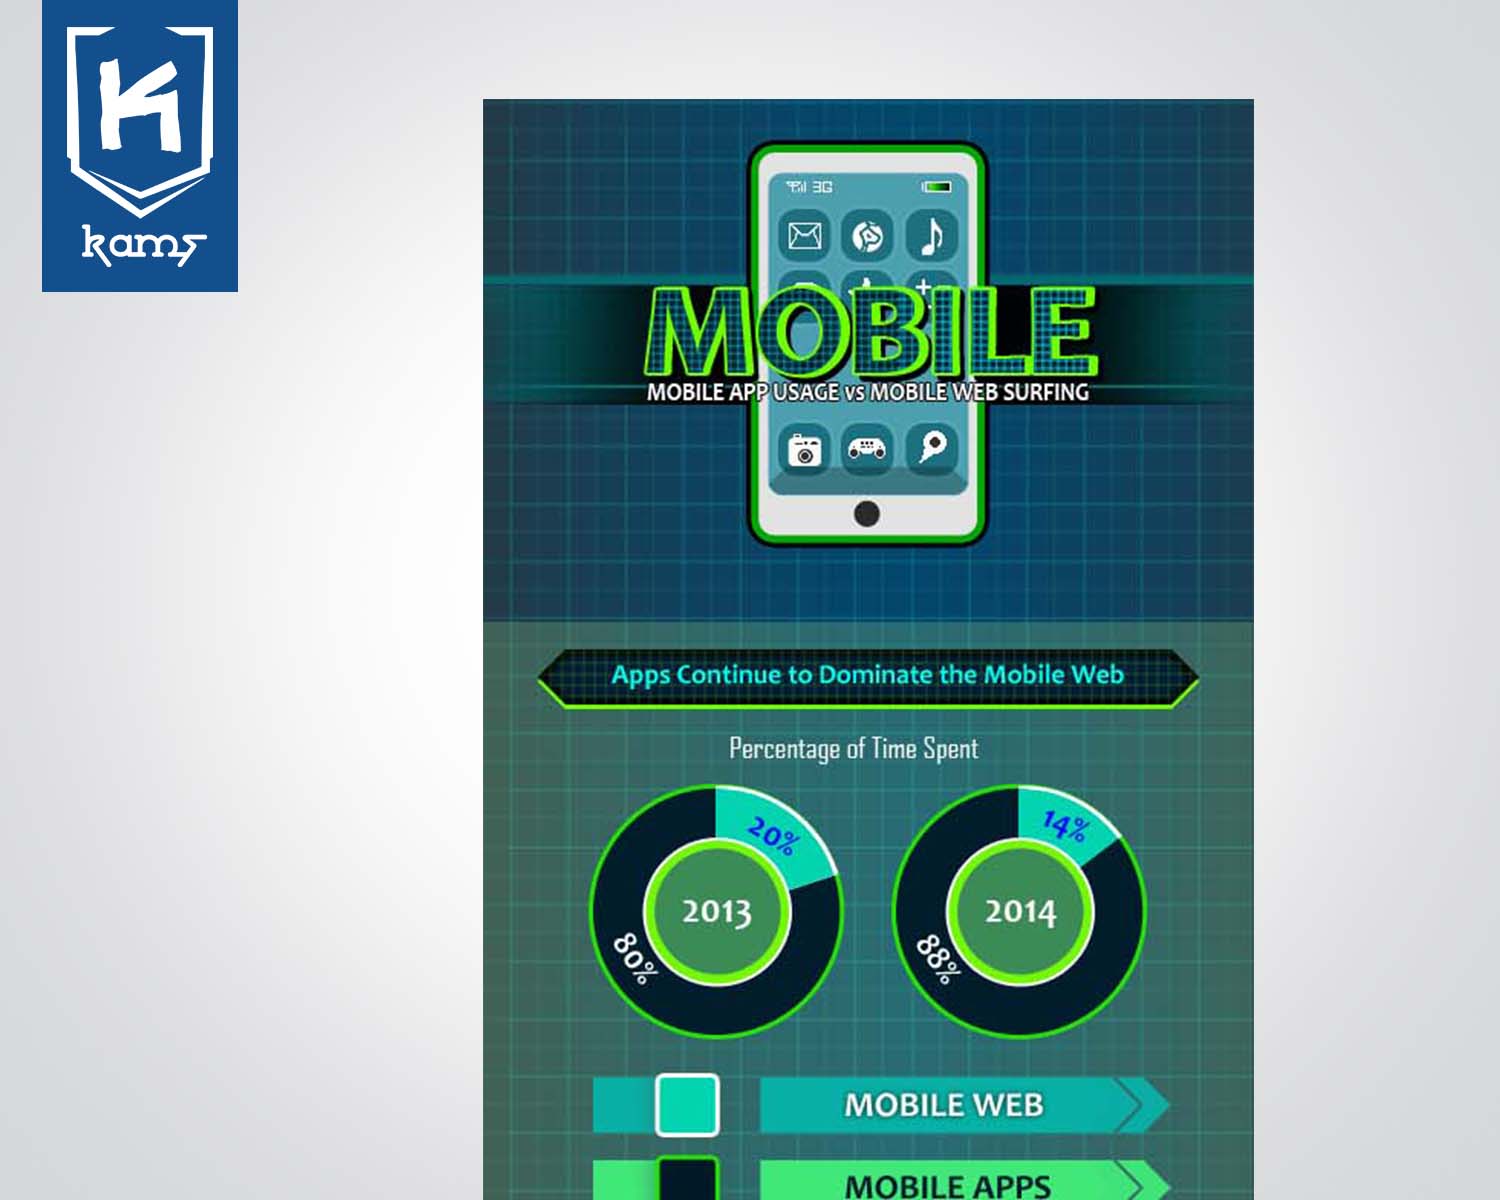 K
kams
3G
MOBILE
MOBILE APP USAGE vs MOBILE WEB SURFING
Apps Continue to Dominate the Mobile Web
Percentage of Time Spent
20%
2013
80%
14%
2014
88%
MOBILE WEB
MOBILE APPS